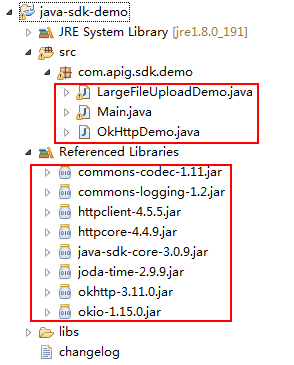 java-sdk-demo
JRE System Library [jre1.8.0_191]
src
com.apig.sdk.demo
LargeFileUploadDemo.java
Main.java
OkHttpDemo.java
Referenced Libraries
commons-codec-1.11.jar
commons-logging-1.2.jar
httpclient-4.5.5.jar
httpcore-4.4.9.jar
java-sdk-core-3.0.9.jar
joda-time-2.9.9.jar
okhttp-3.11.0.jar
okio-1.15.0.jar
libs
changelog